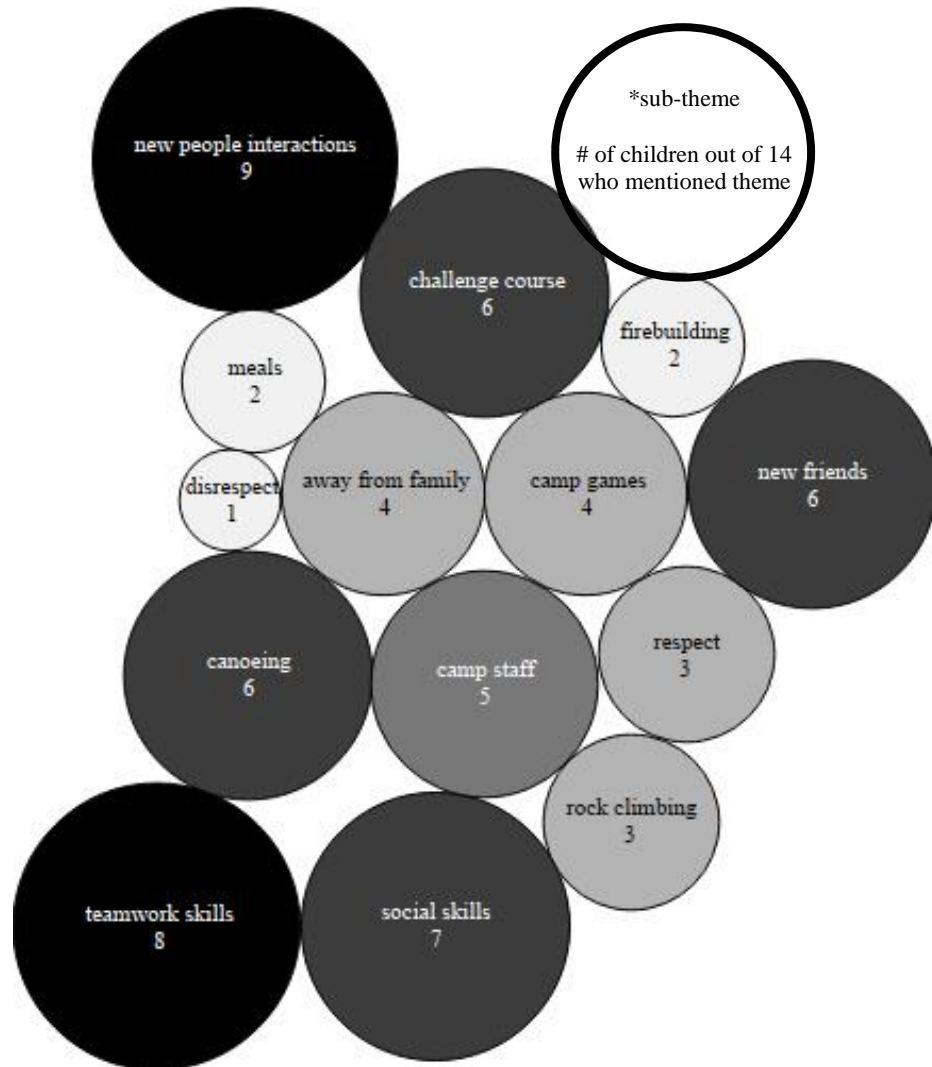 *sub-theme
# of children out of 14
who mentioned theme
new people interactions
9
challenge course
6
firebuilding
2
meals
2
new friends
6
disrespect
1
away from family
4
camp games
4
respect
3
canoeing
6
camp staff
5
rock climbing
3
teamwork skills
8
social skills
7